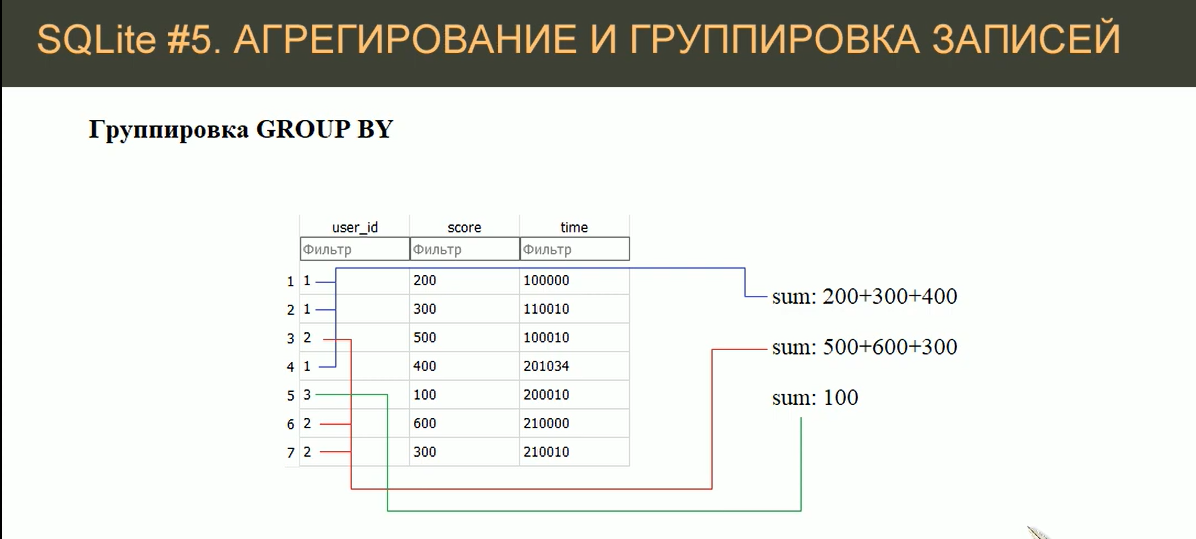 SQLite #5. АГРЕГИРОВАНИЕ И ГРУППИРОВКА ЗАПИСЕЙ
Группировка GROUP BY
user_id score time
Фильтр Фильтр Фильтр
1 1 200 100000
2 1 300 110010
3 2 500 100010
4 1 400 201034
5 3 100 200010
6 2 600 210000
7 2 300 210010
sum: 200+300+400
sum: 500+600+300
sum: 100